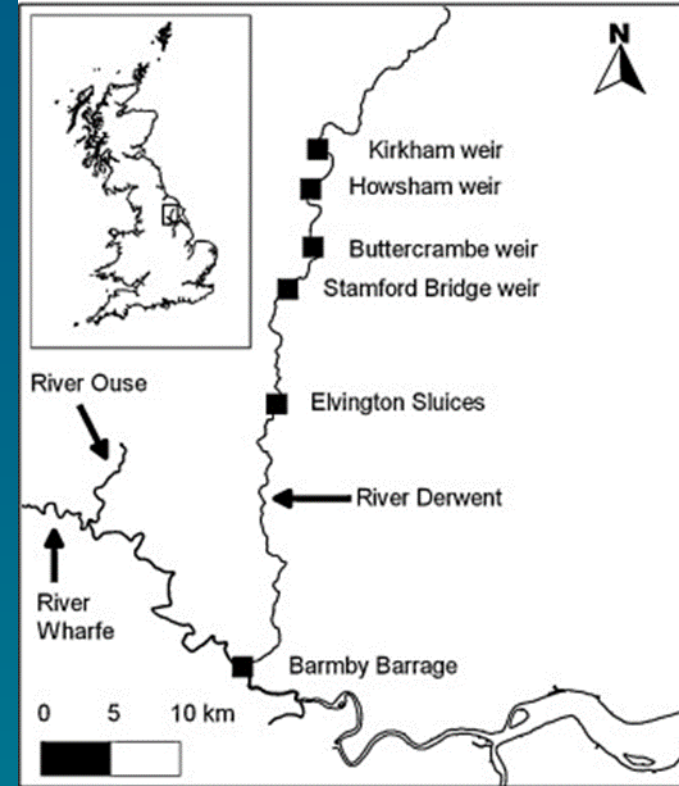 N
Kirkham weir
Howsham weir
Buttercrambe weir
Stamford Bridge weir
River Ouse
Elvington Sluices
River Derwent
River
Wharfe
Barmby Barrage
0 5 10 km